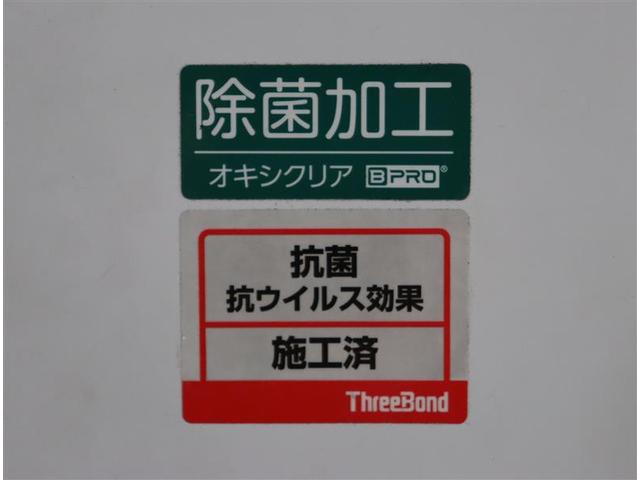 除菌加工
オキシクリア BPRO®
抗菌
抗ウイルス効果
施工済
ThreeBond